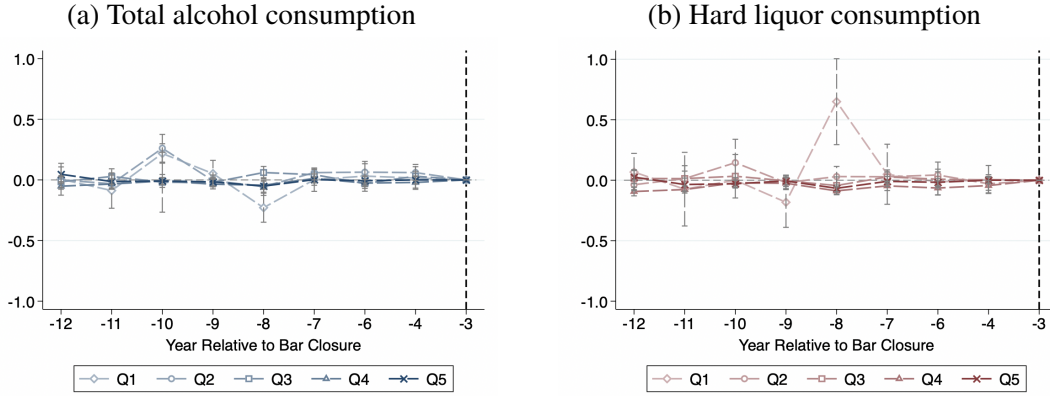 (a) Total alcohol consumption
1.0
0.5
0.0
-0.5
-1.0
-12 -11 -10 -9 -8 -7 -6 -5 -4 -3
Year Relative to Bar Closure
Q1 Q2 Q3 Q4 Q5
(b) Hard liquor consumption
1.0
0.5
0.0
-0.5
-1.0
-12 -11 -10 -9 -8 -7 -6 -4 -3
Year Relative to Bar Closure
Q1 Q2 Q3 Q4 Q5